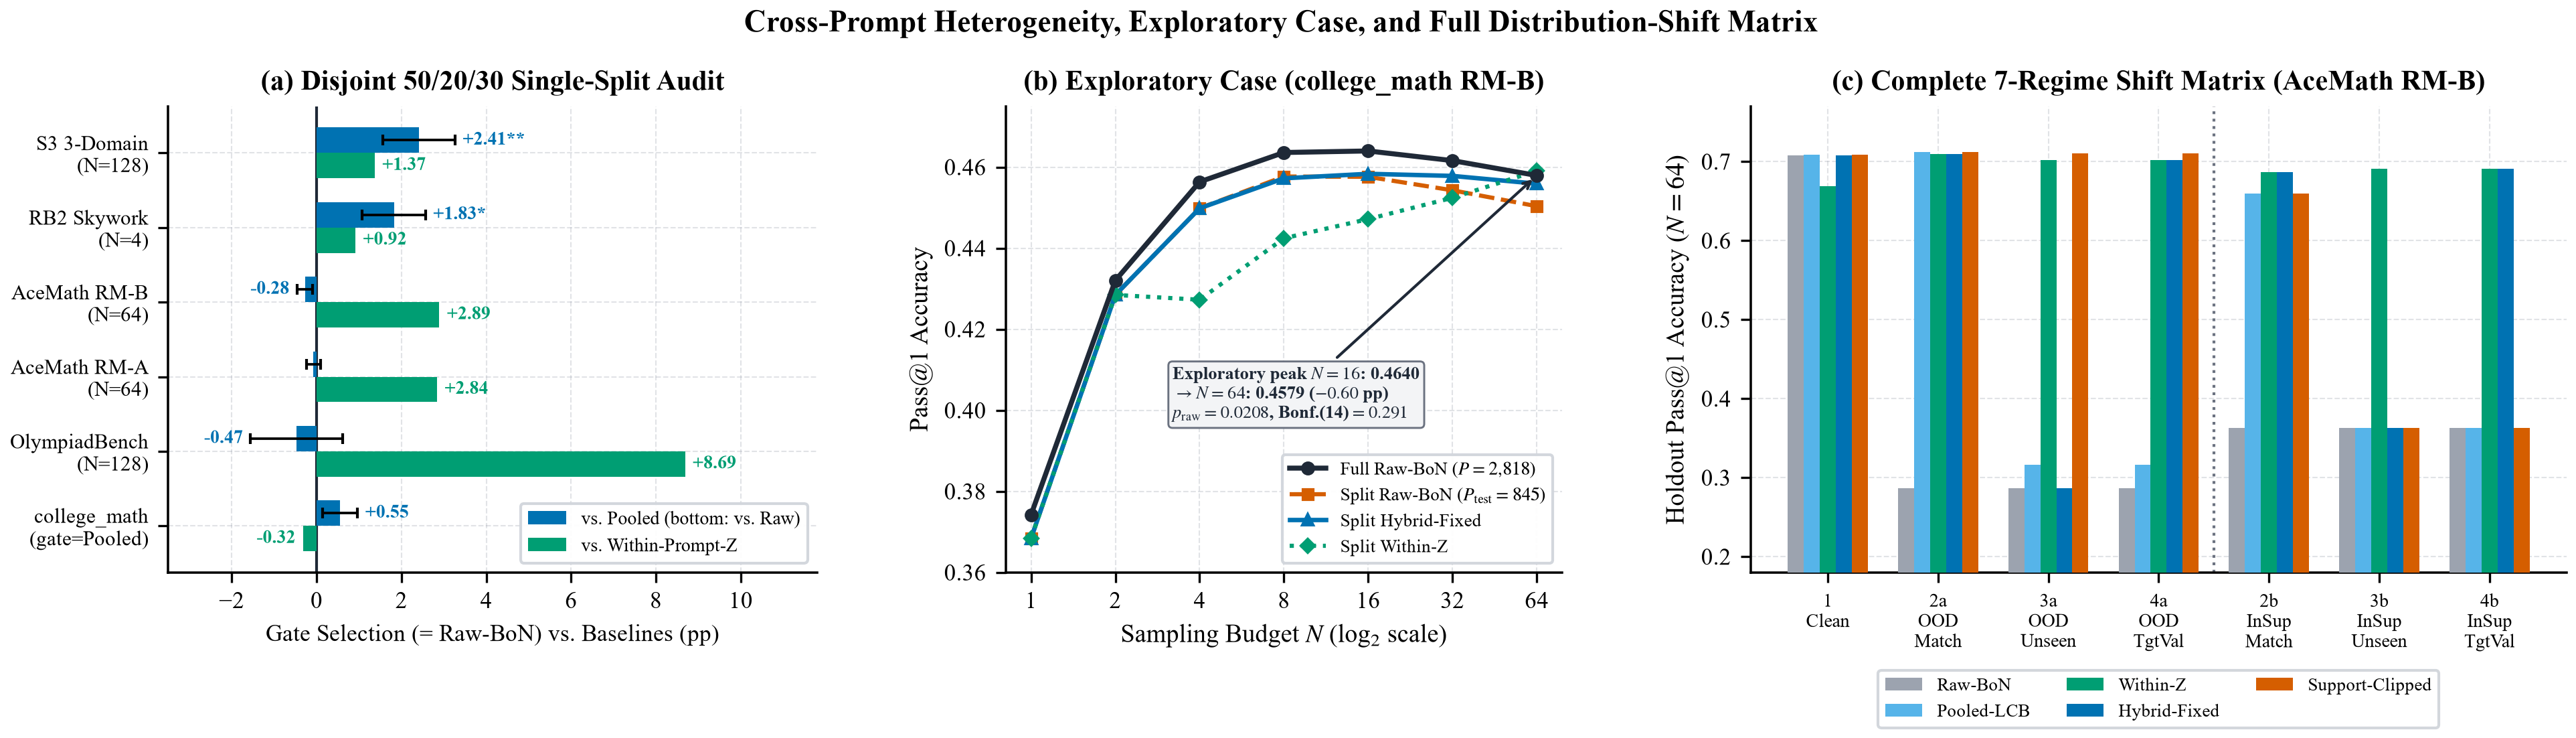 Cross-Prompt Heterogeneity, Exploratory Case, and Full Distribution-Shift Matrix
(a) Disjoint 50/20/30 Single-Split Audit
S3 3-Domain
(N=128)
RB2 Skywork
(N=4)
AceMath RM-B
(N=64)
AceMath RM-A
(N=64)
OlympiadBench
(N=128)
college_math
(gate=Pooled)
+2.41**
+1.37
+1.83*
+0.92
-0.28
+2.89
+2.84
-0.47
+8.69
+0.55
-0.32
vs. Pooled (bottom: vs. Raw)
vs. Within-Prompt-Z
−2 0 2 4 6 8 10
Gate Selection (= Raw-BoN) vs. Baselines (pp)
(b) Exploratory Case (college_math RM-B)
Pass@1 Accuracy
0.46
0.44
0.42
0.40
0.38
0.36
Exploratory peak N = 16: 0.4640
→ N = 64: 0.4579 (−0.60 pp)
p_raw = 0.0208, Bonf.(14) = 0.291
Full Raw-BoN (P = 2,818)
Split Raw-BoN (P_test = 845)
Split Hybrid-Fixed
Split Within-Z
1 2 4 8 16 32 64
Sampling Budget N (log₂ scale)
(c) Complete 7-Regime Shift Matrix (AceMath RM-B)
Holdout Pass@1 Accuracy (N = 64)
0.7
0.6
0.5
0.4
0.3
0.2
1
Clean
2a
OOD
Match
3a
OOD
Unseen
4a
OOD
TgtVal
2b
InSup
Match
3b
InSup
Unseen
4b
InSup
TgtVal
Raw-BoN
Pooled-LCB
Within-Z
Hybrid-Fixed
Support-Clipped